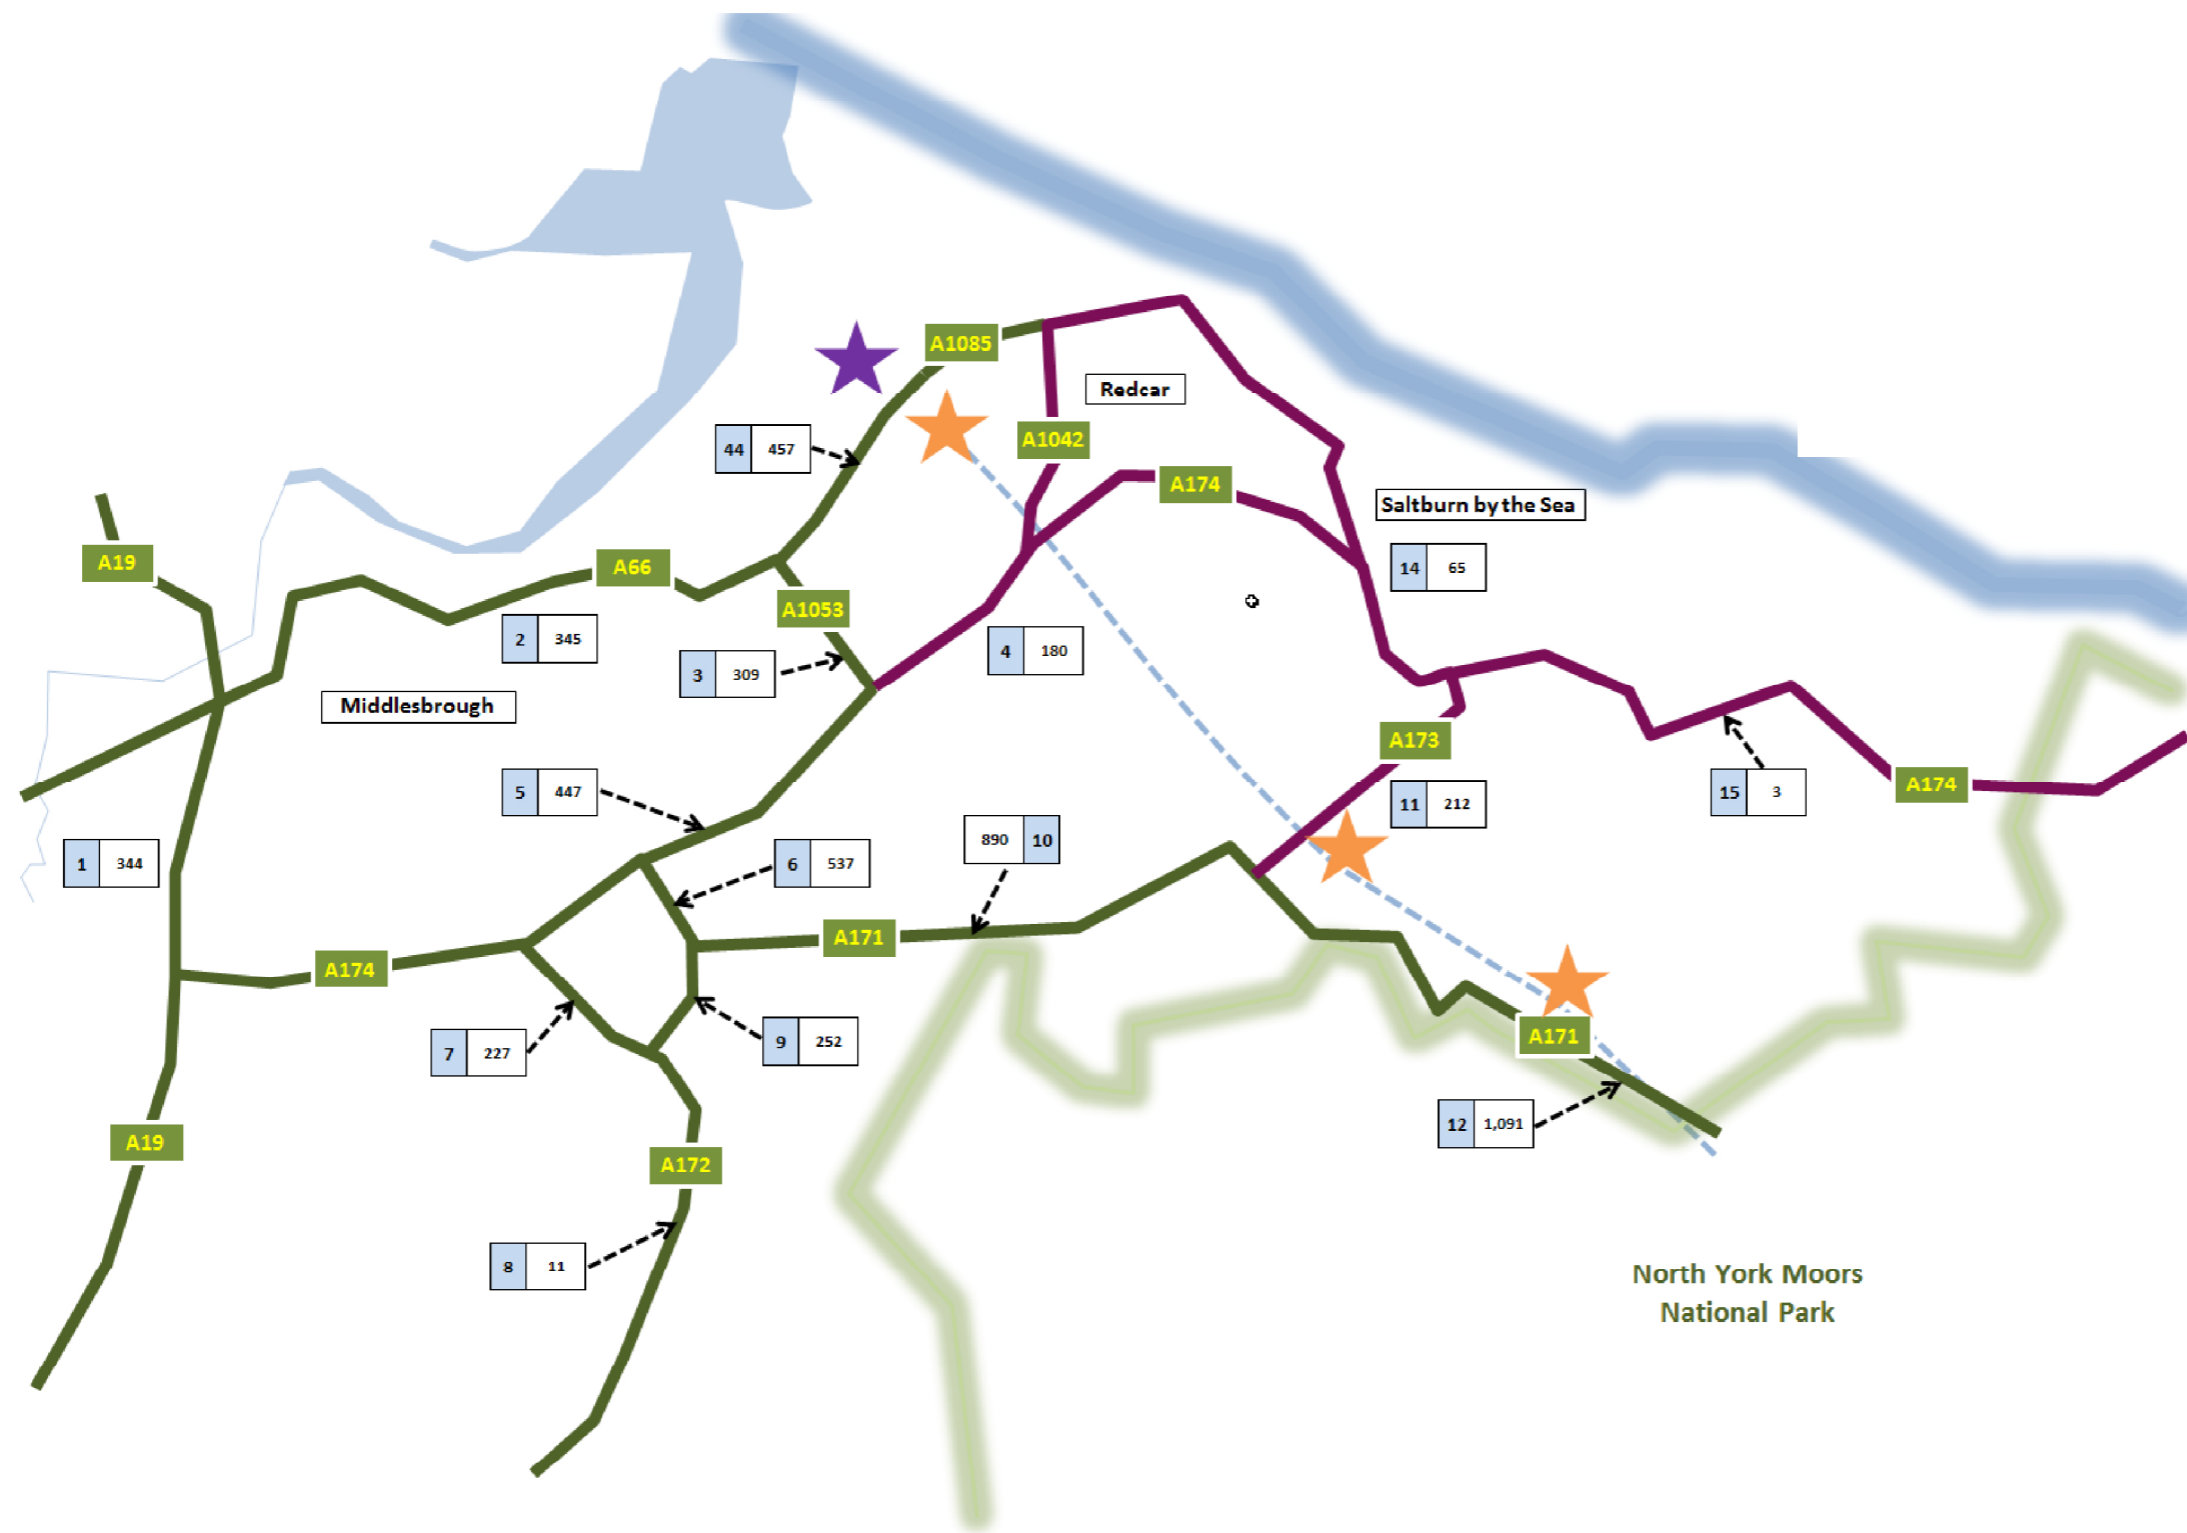 A1085
Redcar
44 457
A1042
A174
Saltburn by the Sea
A19
A66
14 65
A1053
2 345
4 180
3 309
Middlesbrough
A173
5 447
11 212
15 3
A174
890 10
1 344
6 537
A171
A174
A171
7 227
9 252
12 1,091
A19
A172
8 11
North York Moors
National Park